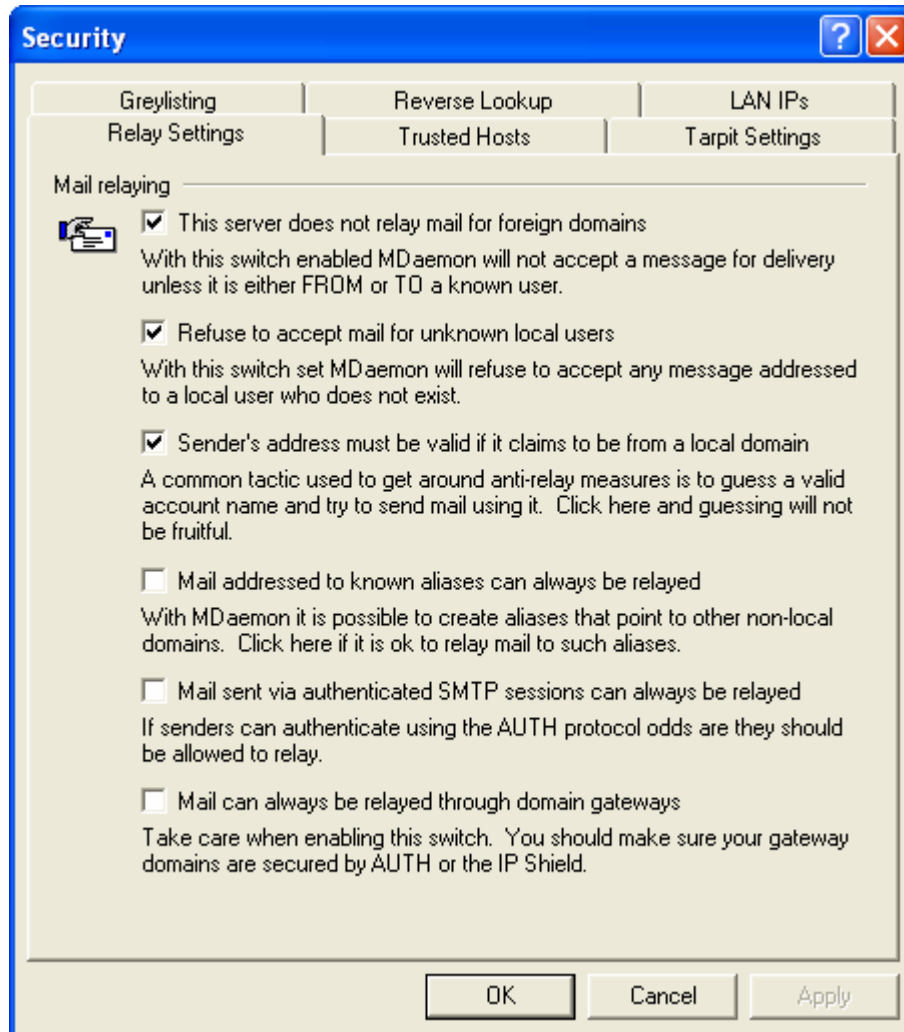 Security
Greylisting
Reverse Lookup
LAN IPs
Relay Settings
Trusted Hosts
Tarpit Settings
Mail relaying
This server does not relay mail for foreign domains
With this switch enabled MDaemon will not accept a message for delivery
unless it is either FROM or TO a known user.
Refuse to accept mail for unknown local users
With this switch set MDaemon will refuse to accept any message addressed
to a local user who does not exist.
Sender's address must be valid if it claims to be from a local domain
A common tactic used to get around anti-relay measures is to guess a valid
account name and try to send mail using it.  Click here and guessing will not
be fruitful.
Mail addressed to known aliases can always be relayed
With MDaemon it is possible to create aliases that point to other non-local
domains.  Click here if it is ok to relay mail to such aliases.
Mail sent via authenticated SMTP sessions can always be relayed
If senders can authenticate using the AUTH protocol odds are they should
be allowed to relay.
Mail can always be relayed through domain gateways
Take care when enabling this switch.  You should make sure your gateway
domains are secured by AUTH or the IP Shield.
OK
Cancel
Apply